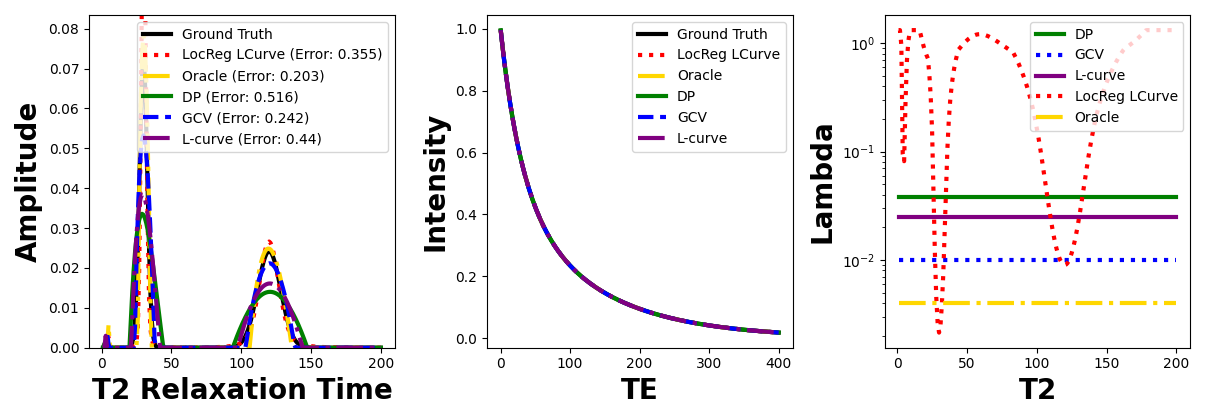 Amplitude
0.08
0.07
0.06
0.05
0.04
0.03
0.02
0.01
0.00
0
50
100
150
200
T2 Relaxation Time
Ground Truth
LocReg LCurve (Error: 0.355)
Oracle (Error: 0.203)
DP (Error: 0.516)
GCV (Error: 0.242)
L-curve (Error: 0.44)
Intensity
1.0
0.8
0.6
0.4
0.2
0.0
0
100
200
300
400
TE
Ground Truth
LocReg LCurve
Oracle
DP
GCV
L-curve
Lambda
10⁰
10⁻¹
10⁻²
0
50
100
150
200
T2
DP
GCV
L-curve
LocReg LCurve
Oracle